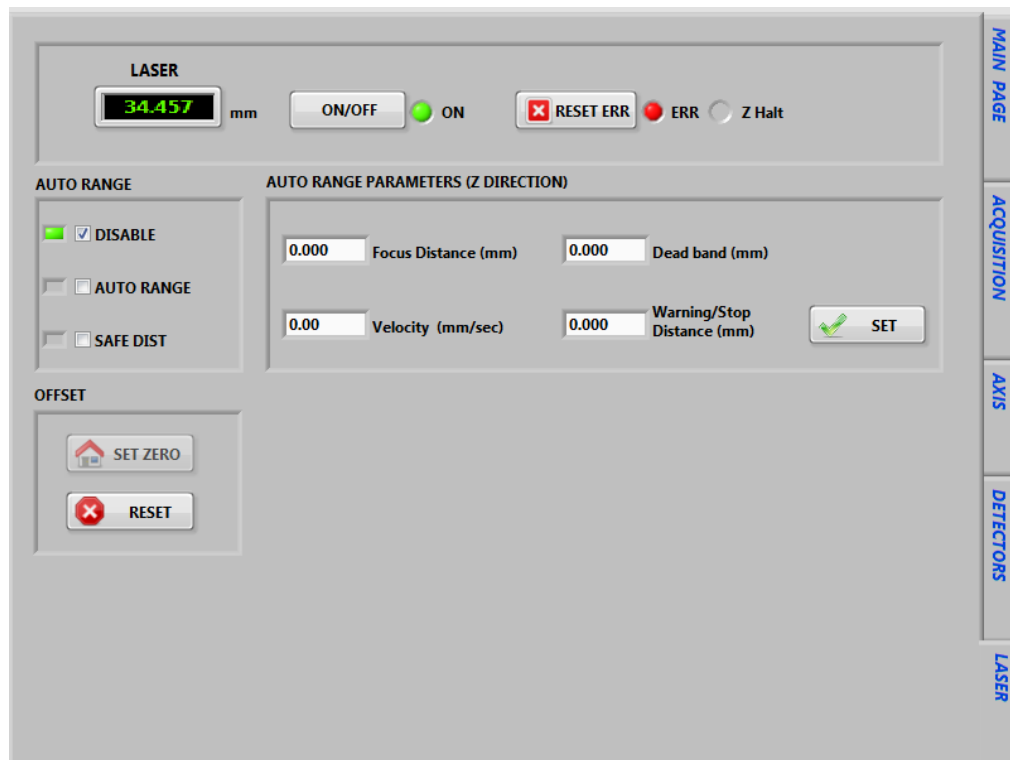 LASER
34.457 mm
ON/OFF
ON
RESET ERR
ERR
Z Halt
AUTO RANGE
DISABLE
AUTO RANGE
SAFE DIST
AUTO RANGE PARAMETERS (Z DIRECTION)
0.000 Focus Distance (mm)
0.000 Dead band (mm)
0.00 Velocity (mm/sec)
0.000 Warning/Stop
Distance (mm)
SET
OFFSET
SET ZERO
RESET
MAIN PAGE
ACQUISITION
AXIS
DETECTORS
LASER